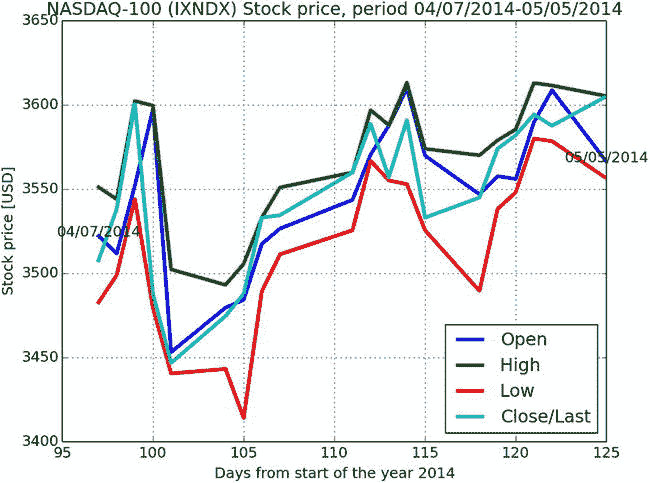 NASDAQ-100 (IXNDX) Stock price, period 04/07/2014-05/05/2014
3650
3600
3550
3500
3450
3400
Stock price [USD]
04/07/2014
05/05/2014
Open
High
Low
Close/Last
95 100 105 110 115 120 125
Days from start of the year 2014